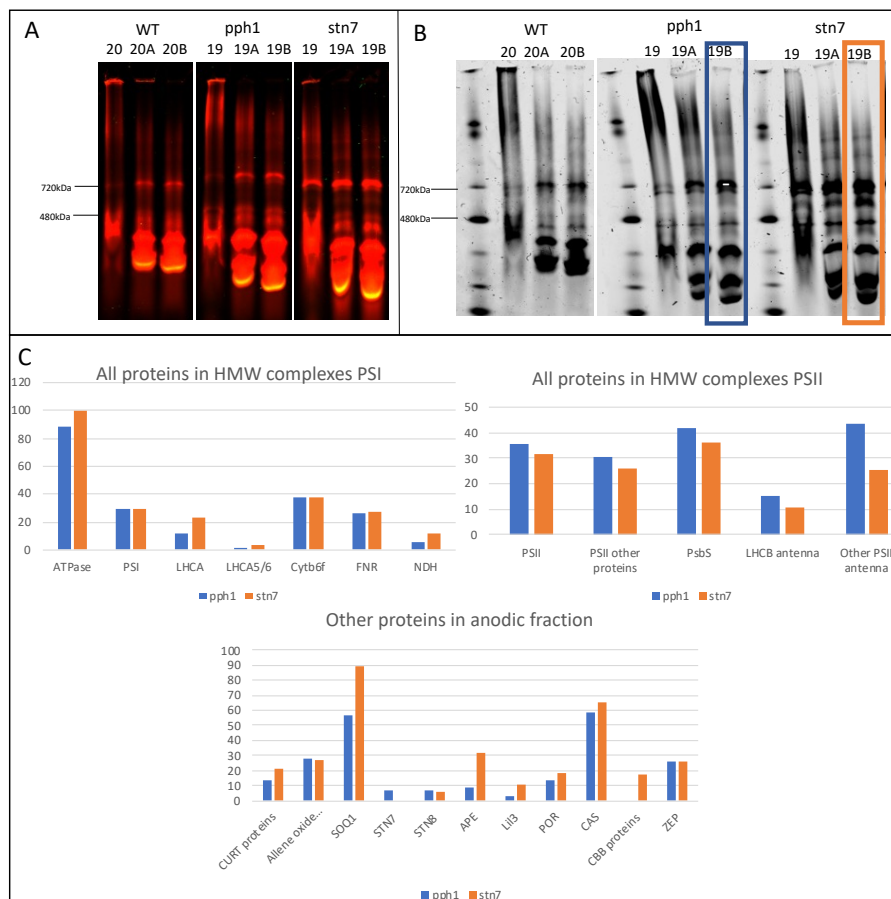 A
WT pph1 stn7
20 20A 20B 19 19A 19B 19 19A 19B
720kDa
480kDa
B
WT pph1 stn7
20 20A 20B 19 19A 19B 19 19A 19B
720kDa
480kDa
C
All proteins in HMW complexes PSI
120
100
80
60
40
20
0
ATPase PSI LHCA LHCA5/6 Cytb6f FNR NDH
pph1 stn7
All proteins in HMW complexes PSII
50
40
30
20
10
0
PSII PSII other proteins PsbS LHCB antenna Other PSII antenna
pph1 stn7
Other proteins in anodic fraction
90
80
70
60
50
40
30
20
10
0
CURT proteins Allene oxide... SOQ1 STN7 STN8 APE Lil3 POR CAS CBB proteins ZEP
pph1 stn7